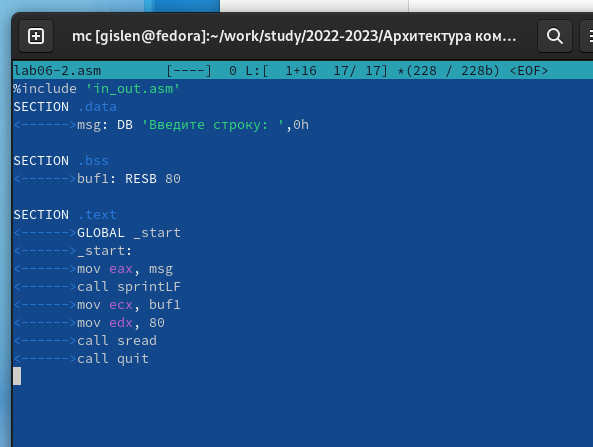 mc [gislen@fedora]:~/work/study/2022-2023/Архитектура ком…
lab06-2.asm [----] 0 L:[ 1+16 17/ 17] *(228 / 228b) <EOF>
%include 'in_out.asm'
SECTION .data
<------>msg: DB 'Введите строку: ',0h
SECTION .bss
<------>buf1: RESB 80
SECTION .text
<------>GLOBAL _start
<------>_start:
<------>mov eax, msg
<------>call sprintLF
<------>mov ecx, buf1
<------>mov edx, 80
<------>call sread
<------>call quit